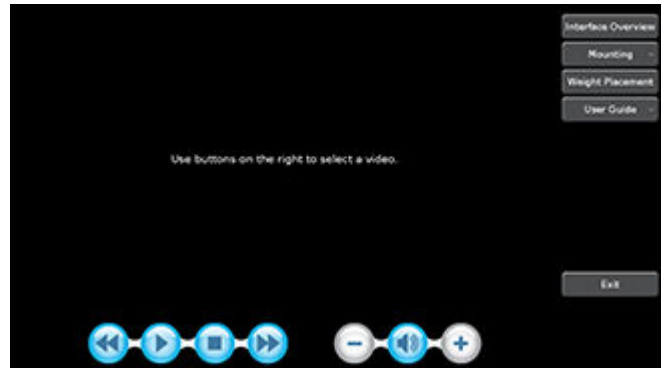 Interface Overview
Mounting
Weight Placement
User Guide
Use buttons on the right to select a video.
Exit